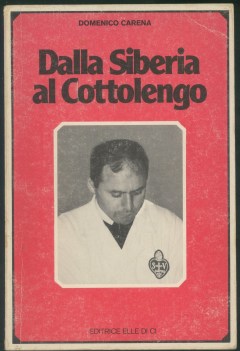 DOMENICO CARENA
Dalla Siberia
al Cottolengo
EDITRICE ELLE DI CI